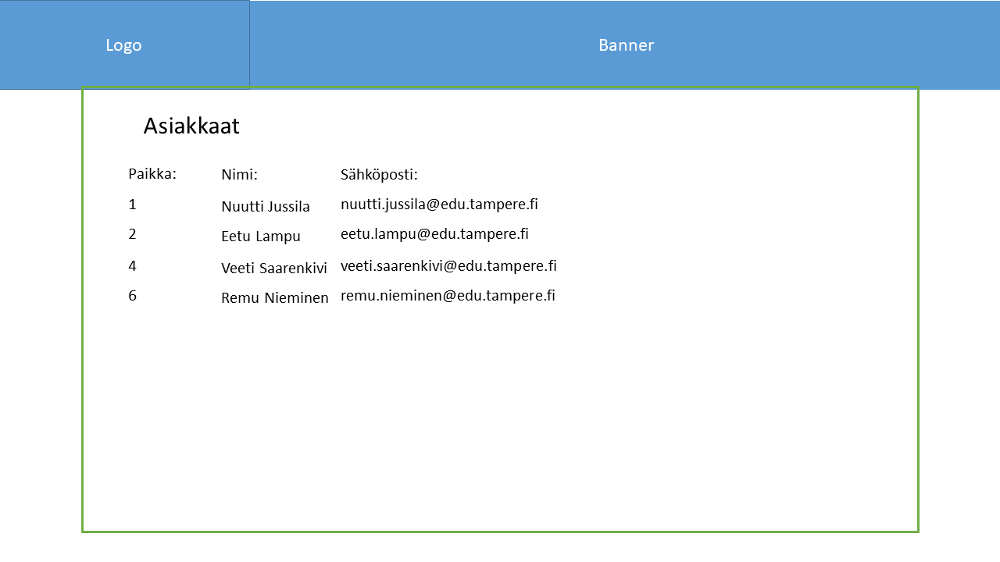 Logo
Banner
Asiakkaat
Paikka: Nimi: Sähköposti:
1 Nuutti Jussila nuutti.jussila@edu.tampere.fi
2 Eetu Lampu eetu.lampu@edu.tampere.fi
4 Veeti Saarenkivi veeti.saarenkivi@edu.tampere.fi
6 Remu Nieminen remu.nieminen@edu.tampere.fi